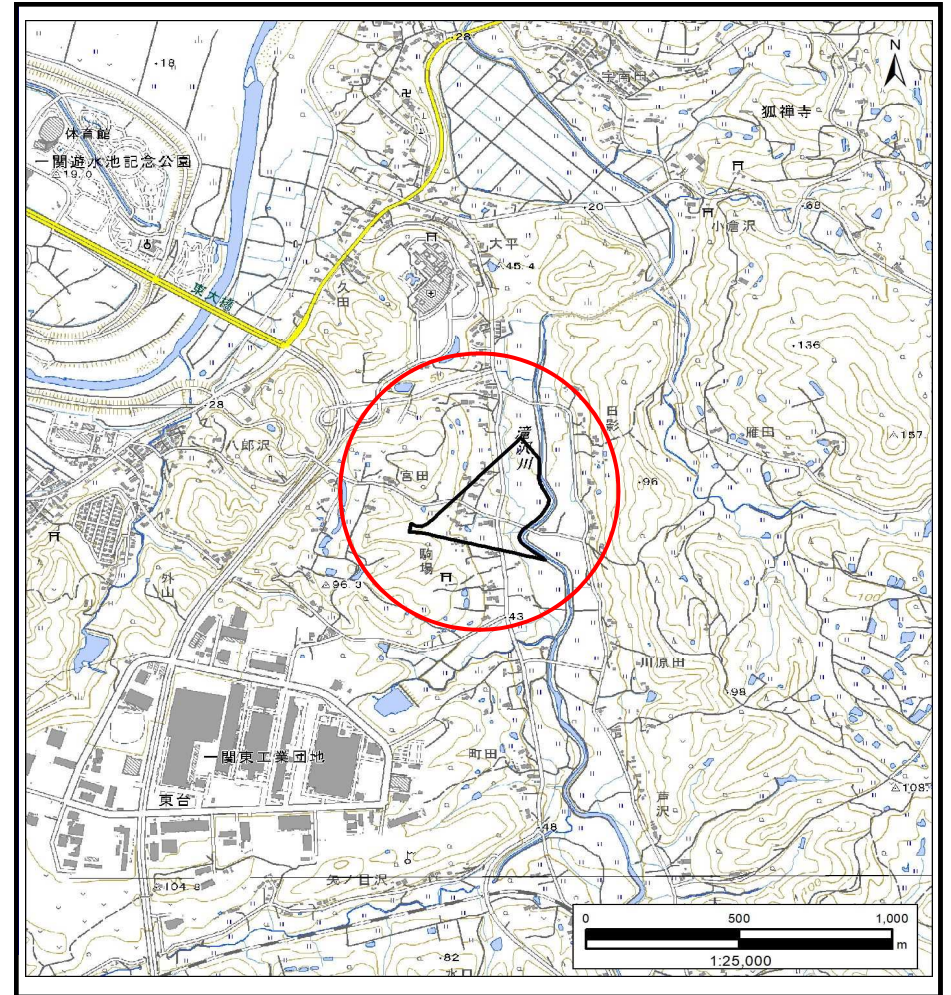 28
18
字南田
N
狐禅寺
体育館
一関遊水池記念公園
19.0
20
68
小倉沢
大平
45.4
久田
東大橋
136
28
日影
雁田
157
八郎沢
滝沢川
宮田
96
駒場
外山
96.3
100
43
川原田
98
町田
一関東工業団地
東台
108.
芦沢
48
矢ノ目沢
104.8
100
0 500 1,000
m
1:25,000
82
水口